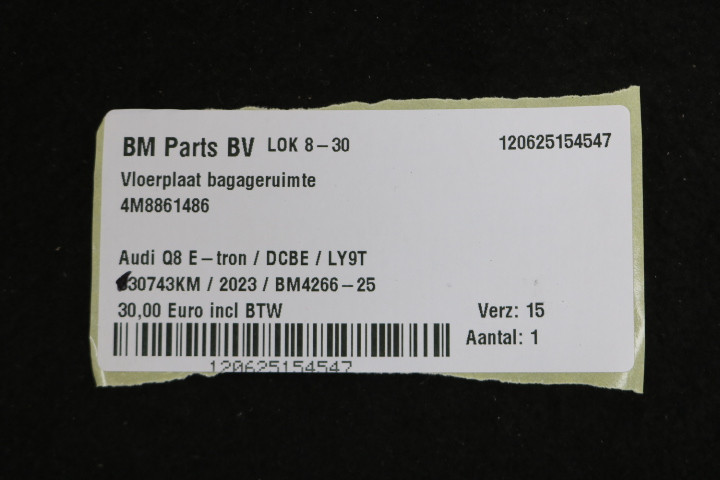 BM Parts BV LOK 8-30 120625154547
Vloerplaat bagageruimte
4M8861486
Audi Q8 E-tron / DCBE / LY9T
30743KM / 2023 / BM4266-25
30,00 Euro incl BTW Verz: 15
Aantal: 1
120625154547